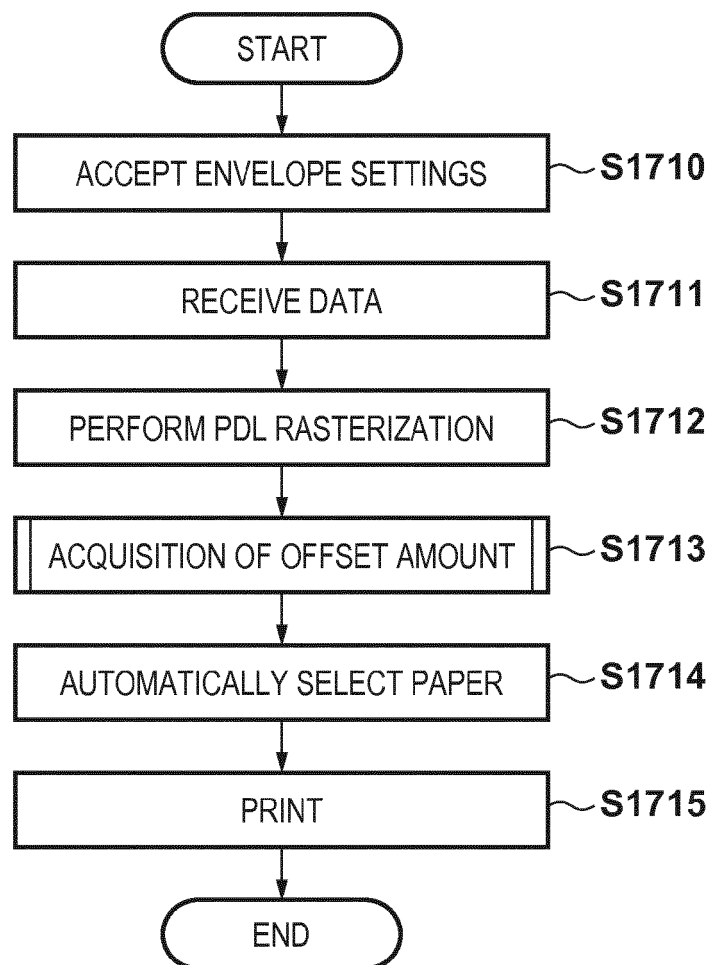 START
ACCEPT ENVELOPE SETTINGS S1710
RECEIVE DATA S1711
PERFORM PDL RASTERIZATION S1712
ACQUISITION OF OFFSET AMOUNT S1713
AUTOMATICALLY SELECT PAPER S1714
PRINT S1715
END